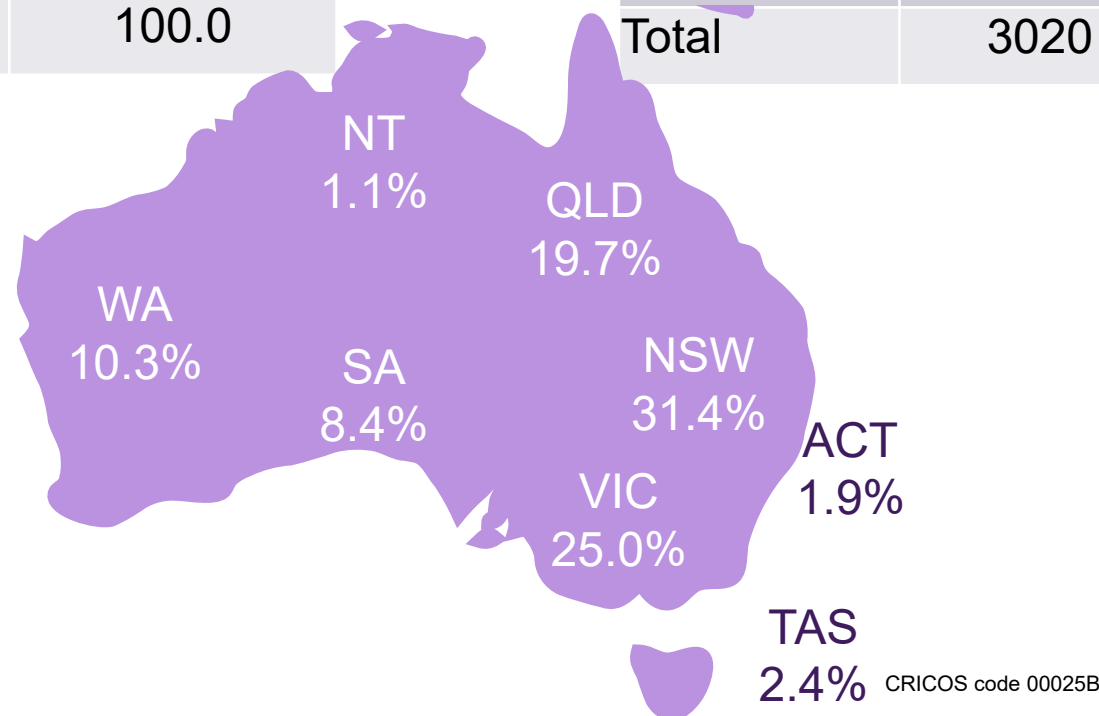 100.0
Total 3020
NT
1.1%
QLD
19.7%
WA
10.3%
SA
8.4%
NSW
31.4%
ACT
1.9%
VIC
25.0%
TAS
2.4%
CRICOS code 00025B